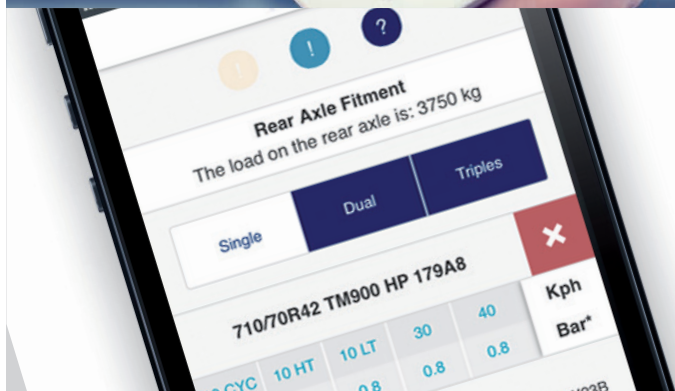 ! ! ?
Rear Axle Fitment
The load on the rear axle is: 3750 kg
Single Dual Triples
710/70R42 TM900 HP 179A8
CYC 10 HT 10 LT 30 40 Kph
0.8 0.8 0.8 Bar*